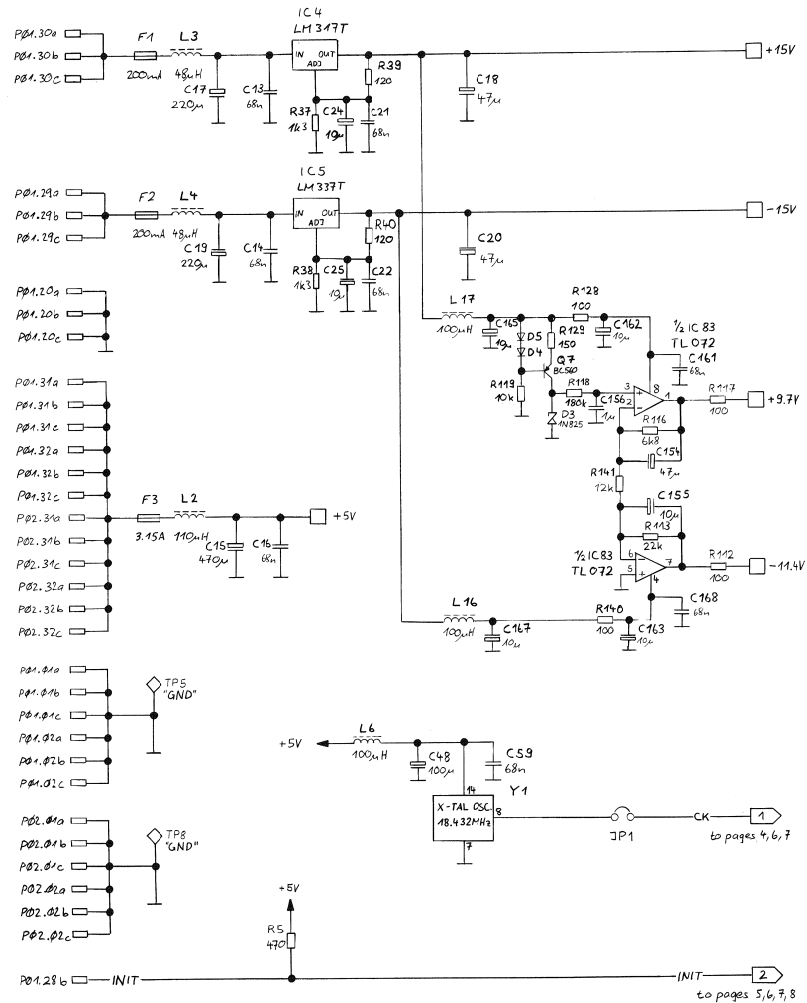 PØ1.30a
PØ1.30b
PØ1.30c
F1
200mA
L3
48µH
C17
220µ
C13
68n
IC4
LM317T
IN OUT
ADJ
R37
1k3
C24
10µ
C21
68n
R39
120
C18
47µ
+15V
PØ1.29a
PØ1.29b
PØ1.29c
F2
200mA
L4
48µH
C19
220µ
C14
68n
IC5
LM337T
IN OUT
ADJ
R38
1k3
C25
10µ
C22
68n
R40
120
C20
47µ
-15V
PØ1.20a
PØ1.20b
PØ1.20c
L17
100µH
C165
10µ
D5
D4
R129
150
R128
100
C162
10µ
Q7
BC560
R119
10k
D3
1N825
R118
180k
C156
1µ
½IC83
TL072
C161
68n
3
2
8
1
R117
100
+9.7V
R116
6k8
C154
47µ
R141
12k
C155
10µ
R113
22k
½IC83
TL072
6
5
7
4
R112
100
-11.4V
C168
68n
L16
100µH
C167
10µ
R140
100
C163
10µ
PØ1.31a
PØ1.31b
PØ1.31c
PØ1.32a
PØ1.32b
PØ1.32c
PØ2.31a
PØ2.31b
PØ2.31c
PØ2.32a
PØ2.32b
PØ2.32c
F3
3.15A
L2
110µH
C15
470µ
C16
68n
+5V
PØ1.Ø1a
PØ1.Ø1b
PØ1.Ø1c
PØ1.Ø2a
PØ1.Ø2b
PØ1.Ø2c
TP5
"GND"
PØ2.Ø1a
PØ2.Ø1b
PØ2.Ø1c
PØ2.Ø2a
PØ2.Ø2b
PØ2.Ø2c
TP8
"GND"
+5V
L6
100µH
C48
100µ
C59
68n
Y1
14
X-TAL OSC.
18.432MHz
8
7
JP1
CK
1
to pages 4,6,7
+5V
R5
470
PØ1.28b
INIT
INIT
2
to pages 5,6,7,8